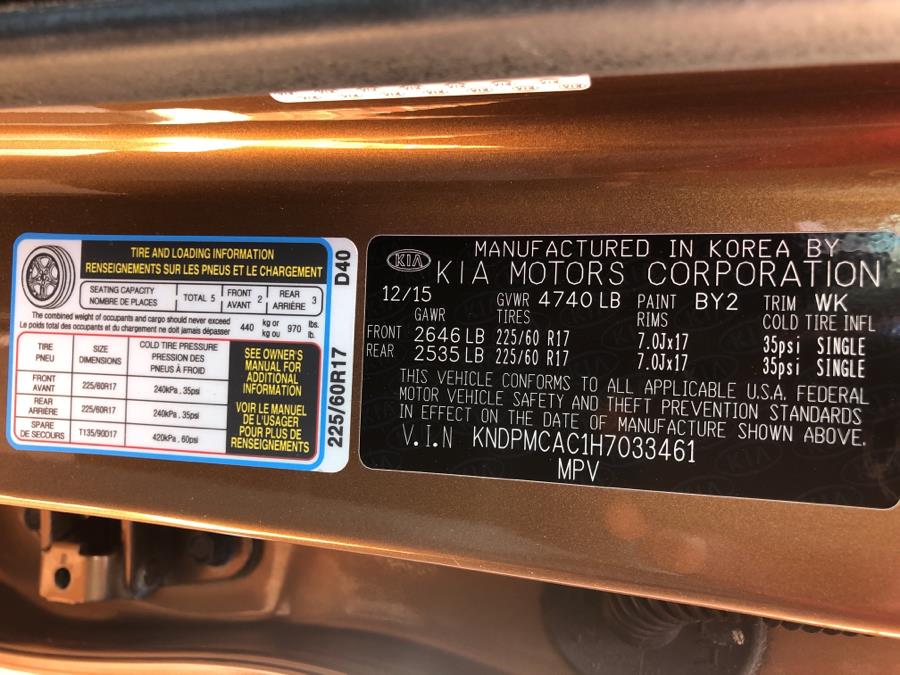 TIRE AND LOADING INFORMATION
RENSEIGNEMENTS SUR LES PNEUS ET LE CHARGEMENT
SEATING CAPACITY
NOMBRE DE PLACES
TOTAL 5
FRONT
AVANT 2
REAR
ARRIÈRE 3
The combined weight of occupants and cargo should never exceed
Le poids total des occupants et du chargement ne doit jamais dépasser
440 kg or
kg ou 970 lbs.
lb.
TIRE
PNEU
SIZE
DIMENSIONS
COLD TIRE PRESSURE
PRESSION DES
PNEUS À FROID
FRONT
AVANT
225/60R17
240kPa , 35psi
REAR
ARRIÈRE
225/60R17
240kPa , 35psi
SPARE
DE SECOURS
T135/90D17
420kPa , 60psi
SEE OWNER'S
MANUAL FOR
ADDITIONAL
INFORMATION
VOIR LE MANUEL
DE L'USAGER
POUR PLUS DE
RENSEIGNEMENTS
225/60R17 D40
KIA
MANUFACTURED IN KOREA BY
KIA MOTORS CORPORATION
12/15 GVWR 4740 LB PAINT BY2 TRIM WK
GAWR TIRES RIMS COLD TIRE INFL
FRONT 2646 LB 225/60 R17 7.0Jx17 35psi SINGLE
REAR 2535 LB 225/60 R17 7.0Jx17 35psi SINGLE
THIS VEHICLE CONFORMS TO ALL APPLICABLE U.S.A. FEDERAL
MOTOR VEHICLE SAFETY AND THEFT PREVENTION STANDARDS
IN EFFECT ON THE DATE OF MANUFACTURE SHOWN ABOVE.
V.I.N KNDPMCAC1H7033461
MPV